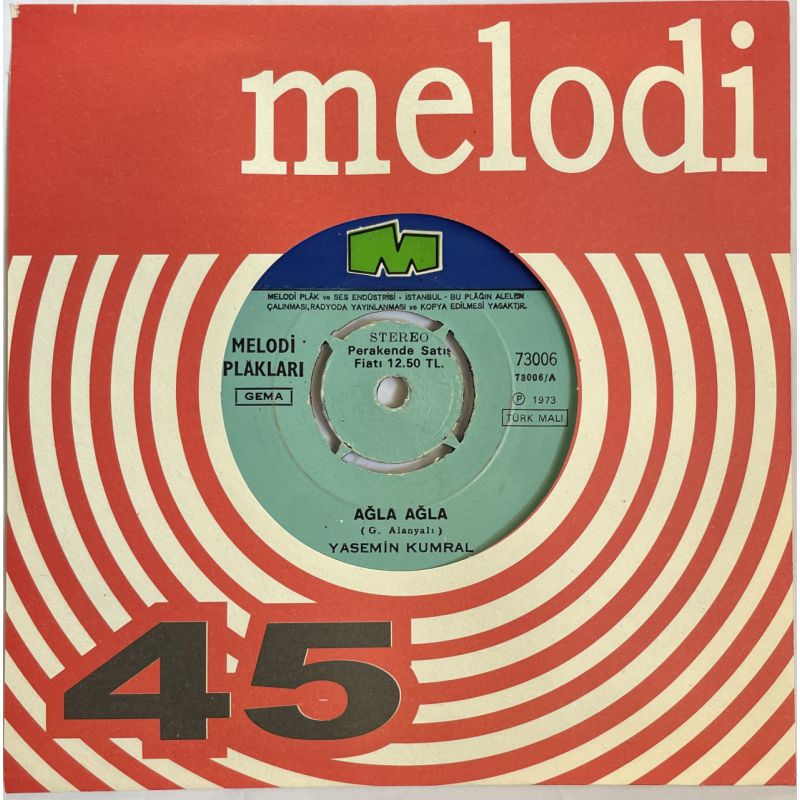 melodi
M
MELODİ PLÂK ve SES ENDÜSTRİSİ - İSTANBUL - BU PLÂĞIN ALELEN
ÇALINMASI, RADYODA YAYINLANMASI ve KOPYA EDİLMESİ YASAKTIR.
STEREO
Perakende Satış
Fiatı 12.50 TL.
MELODİ
PLAKLARI
GEMA
73006
73006/A
Ⓟ 1973
TÜRK MALI
AĞLA AĞLA
( G. Alanyalı )
YASEMİN KUMRAL
45